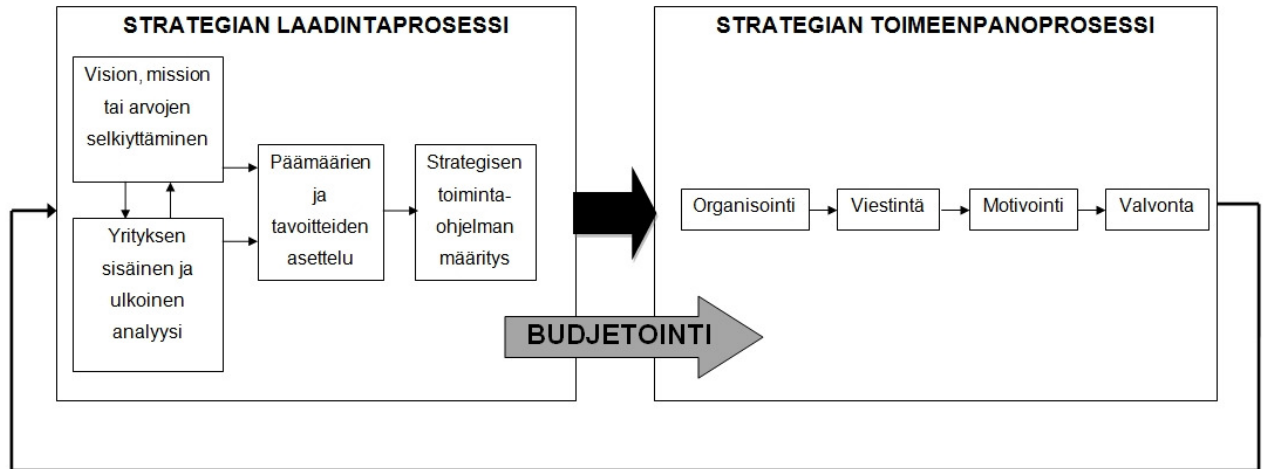 STRATEGIAN LAADINTAPROSESSI
Vision, mission
tai arvojen
selkiyttäminen
Yrityksen
sisäinen ja
ulkoinen
analyysi
Päämäärien
ja
tavoitteiden
asettelu
Strategisen
toiminta-
ohjelman
määritys
BUDJETOINTI
STRATEGIAN TOIMEENPANOPROSESSI
Organisointi
Viestintä
Motivointi
Valvonta